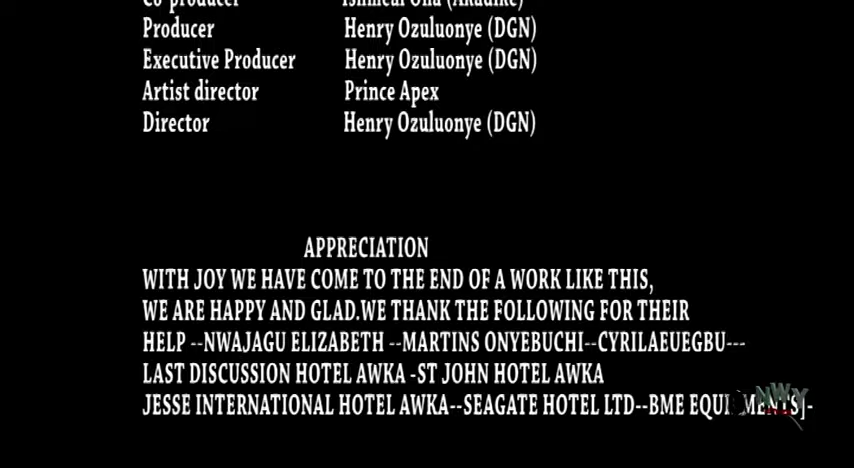 Co-producer Ishmeal Ona (Akadike)
Producer Henry Ozuluonye (DGN)
Executive Producer Henry Ozuluonye (DGN)
Artist director Prince Apex
Director Henry Ozuluonye (DGN)
APPRECIATION
WITH JOY WE HAVE COME TO THE END OF A WORK LIKE THIS,
WE ARE HAPPY AND GLAD.WE THANK THE FOLLOWING FOR THEIR
HELP --NWAJAGU ELIZABETH --MARTINS ONYEBUCHI--CYRILAEUEGBU---
LAST DISCUSSION HOTEL AWKA -ST JOHN HOTEL AWKA
JESSE INTERNATIONAL HOTEL AWKA--SEAGATE HOTEL LTD--BME EQUIPMENTS]-
NWY